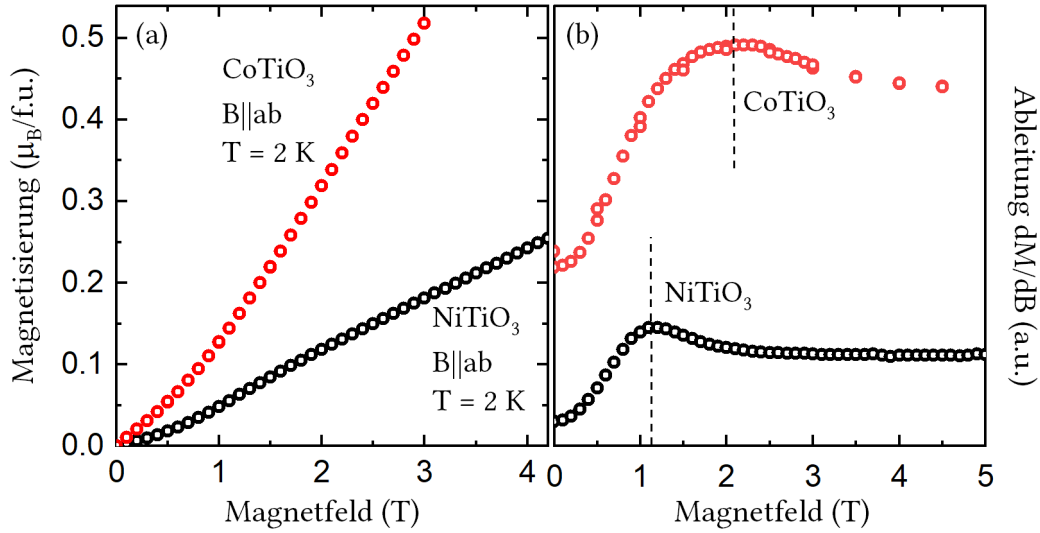 (a)
CoTiO₃
B||ab
T = 2 K
NiTiO₃
B||ab
T = 2 K
Magnetisierung (μ_B/f.u.)
0.5
0.4
0.3
0.2
0.1
0.0
0 1 2 3 4
Magnetfeld (T)
(b)
CoTiO₃
NiTiO₃
0 1 2 3 4 5
Magnetfeld (T)
Ableitung dM/dB (a.u.)